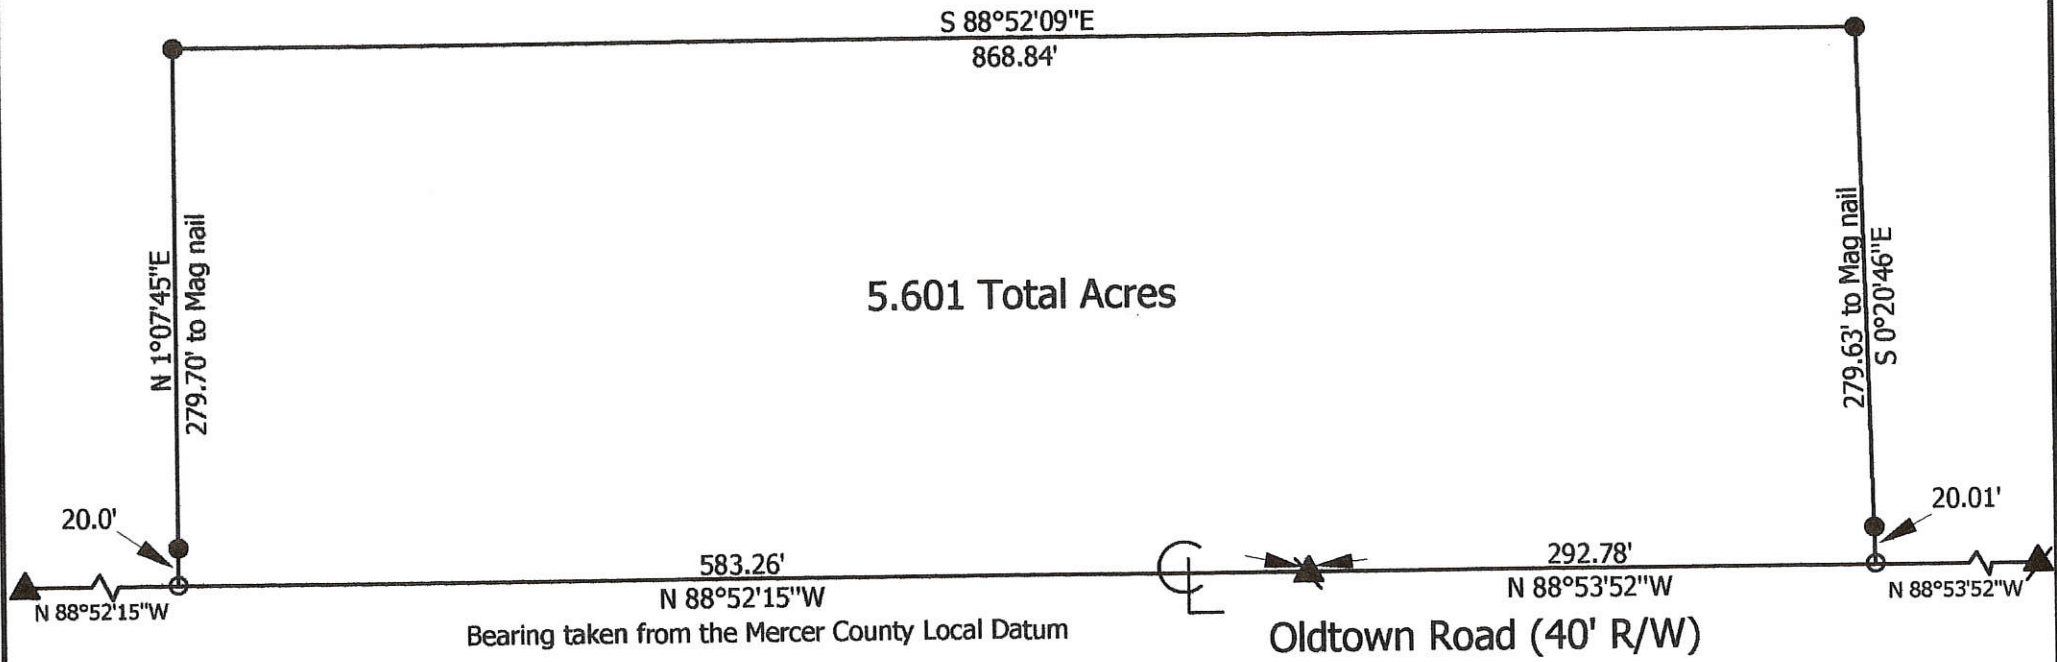 S 88°52'09"E
868.84'
N 1°07'45"E
279.70' to Mag nail
5.601 Total Acres
279.63' to Mag nail
S 0°20'46"E
20.0'
20.01'
583.26'
292.78'
N 88°52'15"W
N 88°52'15"W
N 88°53'52"W
N 88°53'52"W
Bearing taken from the Mercer County Local Datum
Oldtown Road (40' R/W)